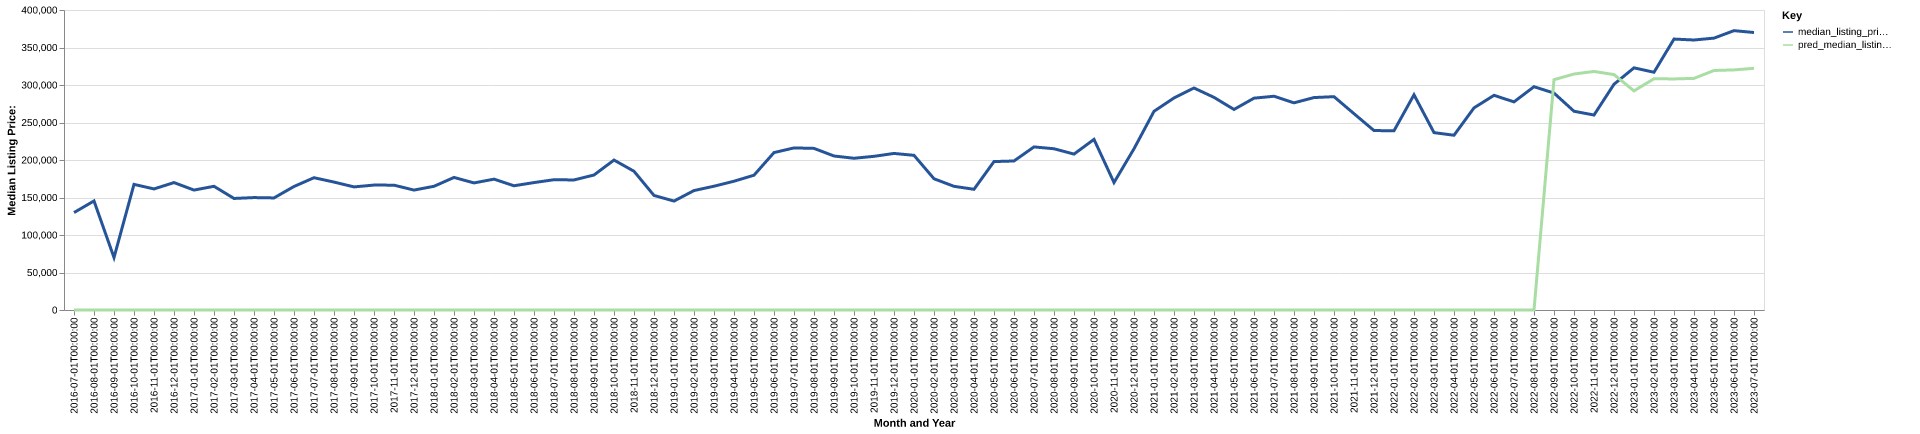 400,000
350,000
300,000
250,000
200,000
150,000
100,000
50,000
0
Median Listing Price:
2016-07-01T00:00:00
2016-08-01T00:00:00
2016-09-01T00:00:00
2016-10-01T00:00:00
2016-11-01T00:00:00
2016-12-01T00:00:00
2017-01-01T00:00:00
2017-02-01T00:00:00
2017-03-01T00:00:00
2017-04-01T00:00:00
2017-05-01T00:00:00
2017-06-01T00:00:00
2017-07-01T00:00:00
2017-08-01T00:00:00
2017-09-01T00:00:00
2017-10-01T00:00:00
2017-11-01T00:00:00
2017-12-01T00:00:00
2018-01-01T00:00:00
2018-02-01T00:00:00
2018-03-01T00:00:00
2018-04-01T00:00:00
2018-05-01T00:00:00
2018-06-01T00:00:00
2018-07-01T00:00:00
2018-08-01T00:00:00
2018-09-01T00:00:00
2018-10-01T00:00:00
2018-11-01T00:00:00
2018-12-01T00:00:00
2019-01-01T00:00:00
2019-02-01T00:00:00
2019-03-01T00:00:00
2019-04-01T00:00:00
2019-05-01T00:00:00
2019-06-01T00:00:00
2019-07-01T00:00:00
2019-08-01T00:00:00
2019-09-01T00:00:00
2019-10-01T00:00:00
2019-11-01T00:00:00
2019-12-01T00:00:00
2020-01-01T00:00:00
2020-02-01T00:00:00
2020-03-01T00:00:00
2020-04-01T00:00:00
2020-05-01T00:00:00
2020-06-01T00:00:00
2020-07-01T00:00:00
2020-08-01T00:00:00
2020-09-01T00:00:00
2020-10-01T00:00:00
2020-11-01T00:00:00
2020-12-01T00:00:00
2021-01-01T00:00:00
2021-02-01T00:00:00
2021-03-01T00:00:00
2021-04-01T00:00:00
2021-05-01T00:00:00
2021-06-01T00:00:00
2021-07-01T00:00:00
2021-08-01T00:00:00
2021-09-01T00:00:00
2021-10-01T00:00:00
2021-11-01T00:00:00
2021-12-01T00:00:00
2022-01-01T00:00:00
2022-02-01T00:00:00
2022-03-01T00:00:00
2022-04-01T00:00:00
2022-05-01T00:00:00
2022-06-01T00:00:00
2022-07-01T00:00:00
2022-08-01T00:00:00
2022-09-01T00:00:00
2022-10-01T00:00:00
2022-11-01T00:00:00
2022-12-01T00:00:00
2023-01-01T00:00:00
2023-02-01T00:00:00
2023-03-01T00:00:00
2023-04-01T00:00:00
2023-05-01T00:00:00
2023-06-01T00:00:00
2023-07-01T00:00:00
Month and Year
Key
median_listing_pri…
pred_median_listin…